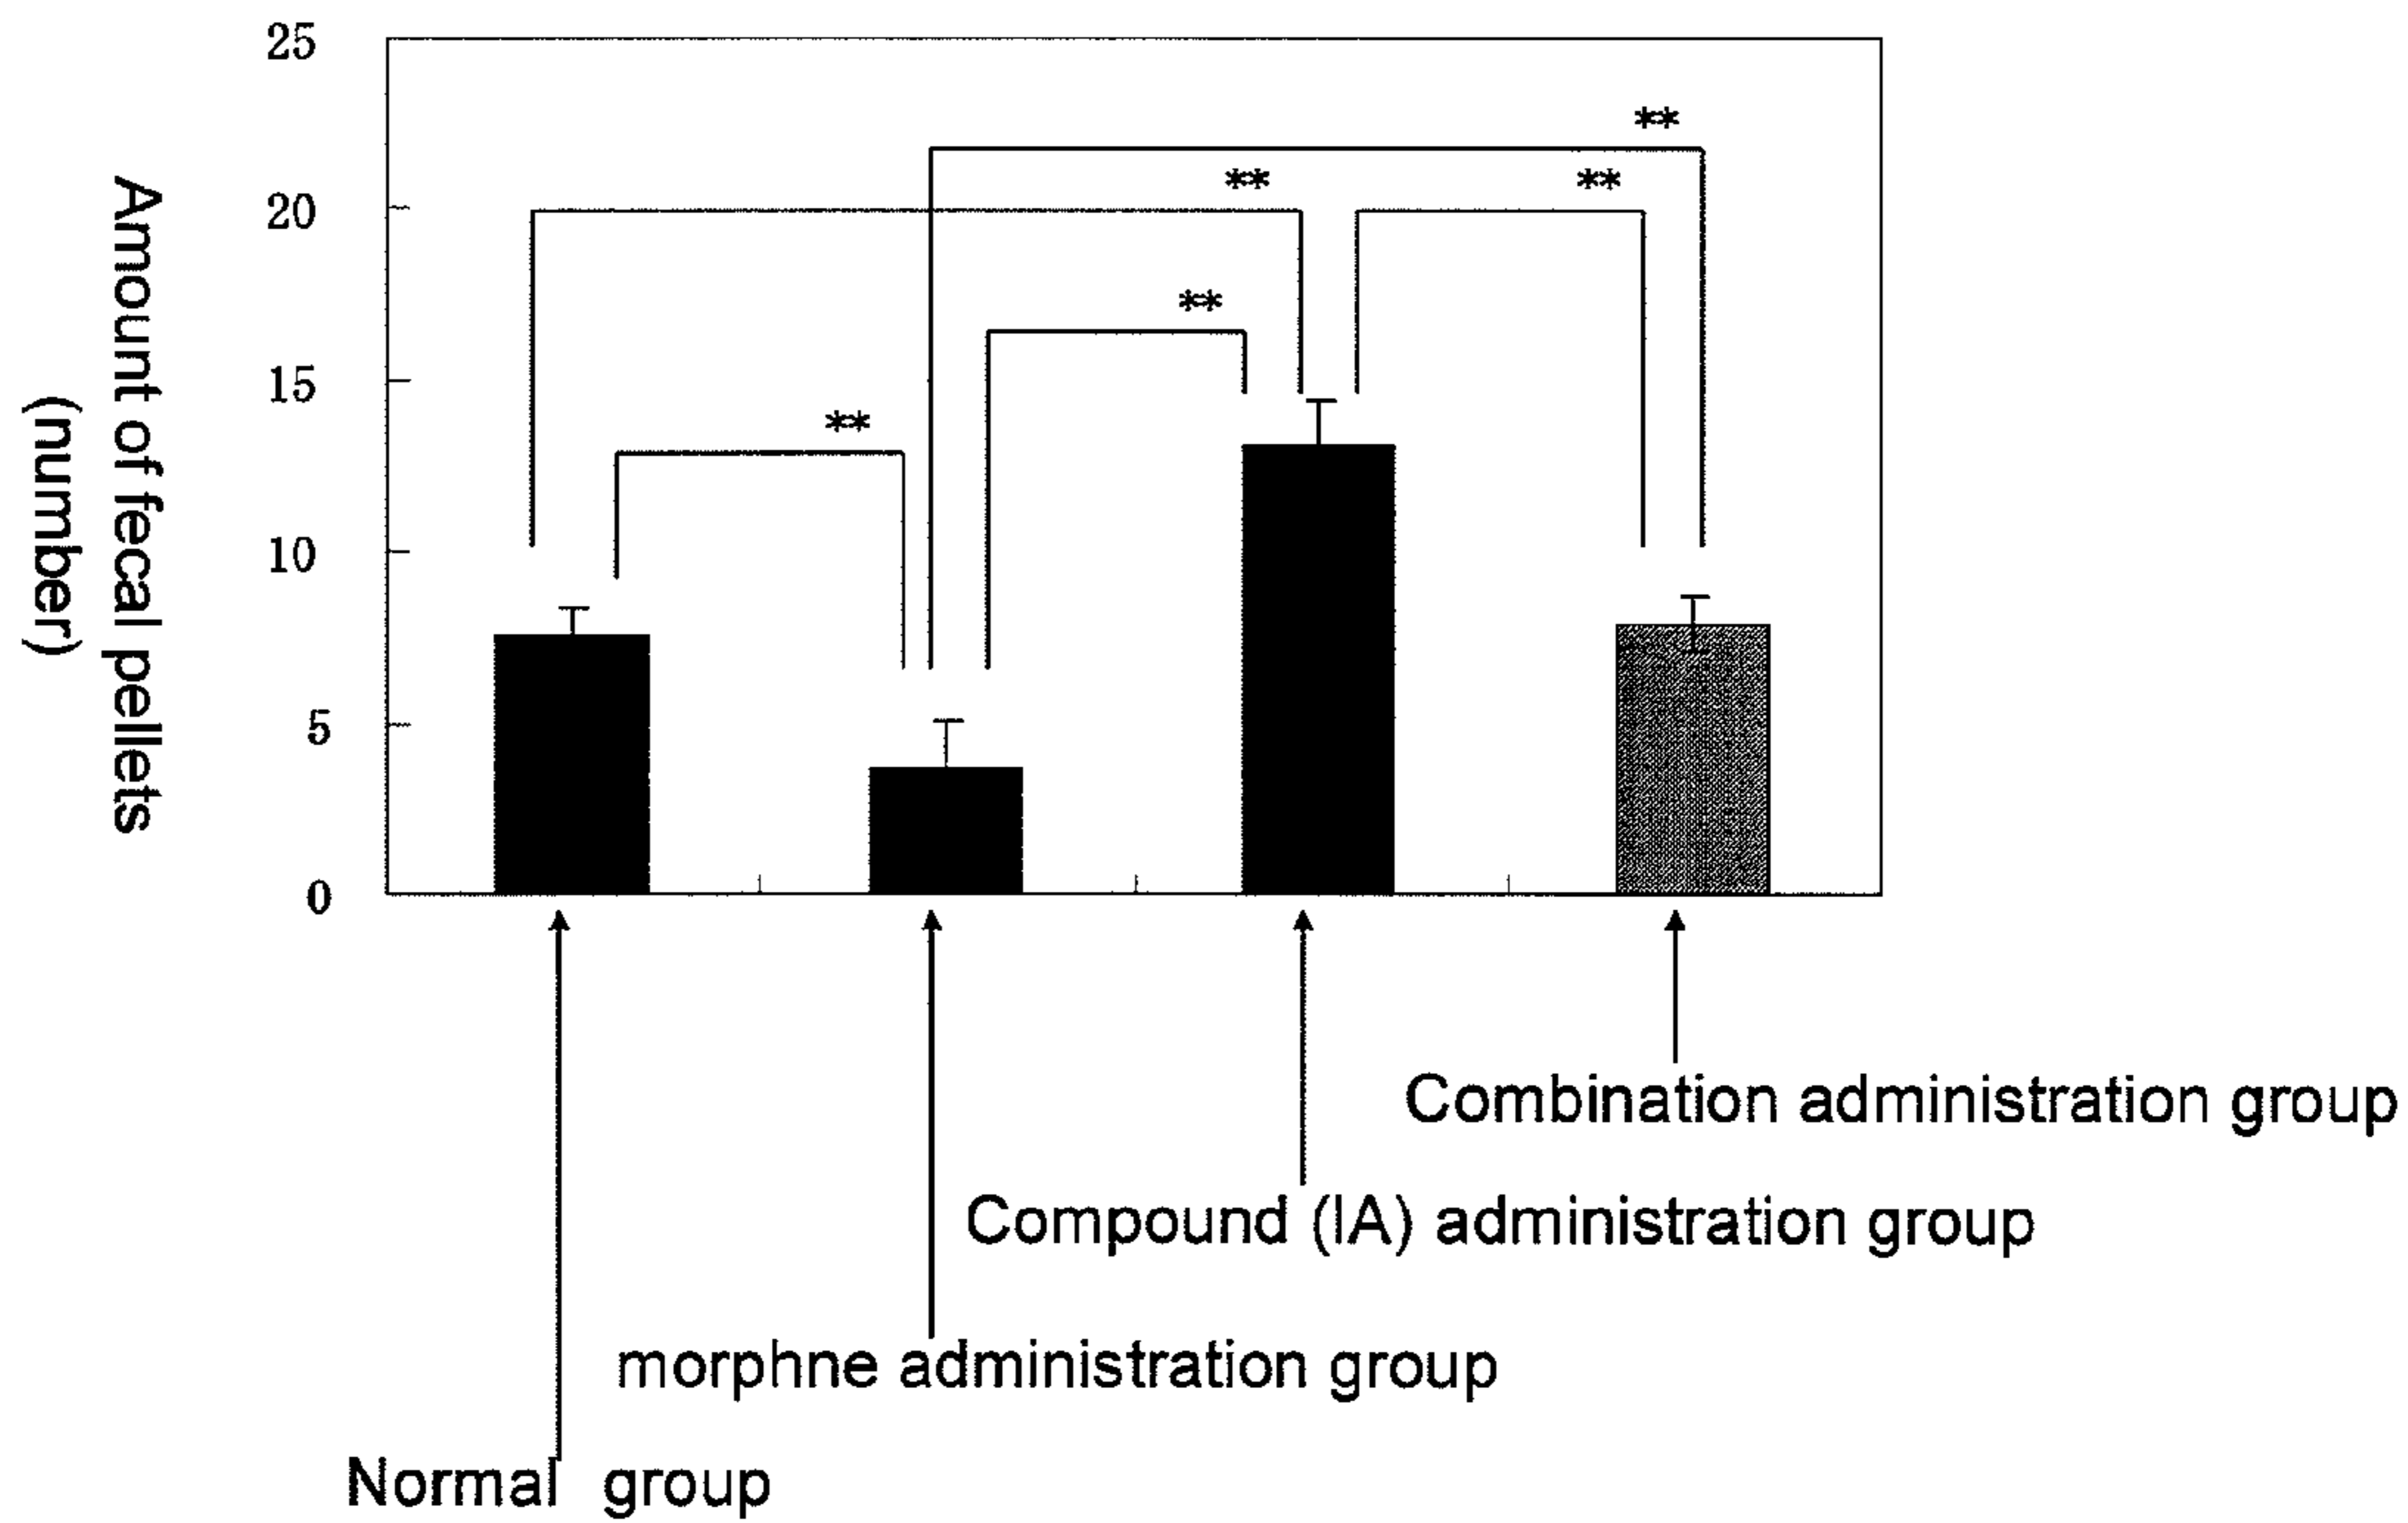 Amount of fecal pellets
(number)
25
20
15
10
5
0
**
**
**
**
**
Combination administration group
Compound (IA) administration group
morphne administration group
Normal group